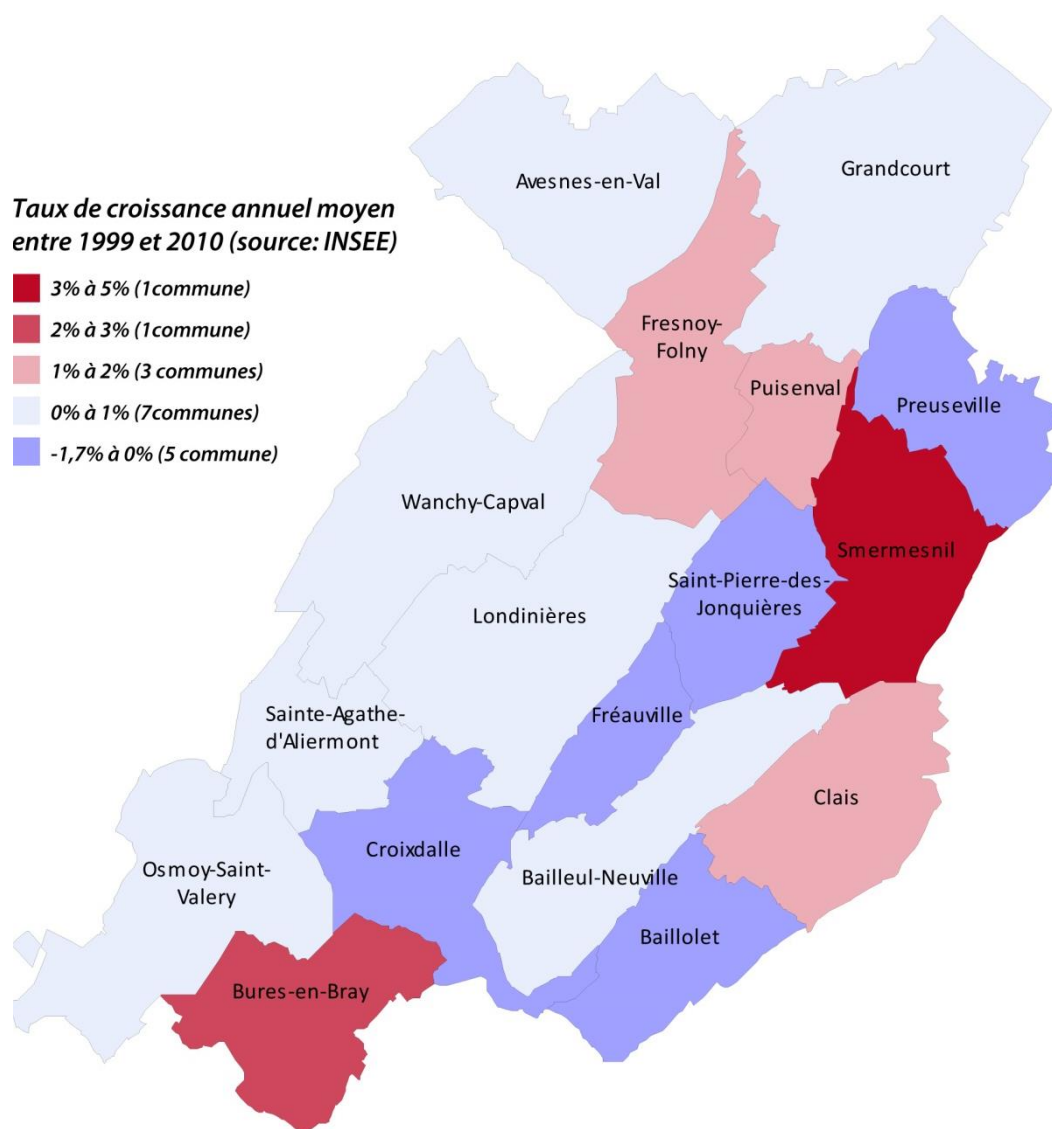 Taux de croissance annuel moyen
entre 1999 et 2010 (source: INSEE)
3% à 5% (1commune)
2% à 3% (1commune)
1% à 2% (3 communes)
0% à 1% (7communes)
-1,7% à 0% (5 commune)
Avesnes-en-Val
Grandcourt
Fresnoy-
Folny
Puisenval
Preuseville
Wanchy-Capval
Smermesnil
Saint-Pierre-des-
Jonquières
Londinières
Sainte-Agathe-
d'Aliermont
Fréauville
Clais
Croixdalle
Osmoy-Saint-
Valery
Bailleul-Neuville
Baillolet
Bures-en-Bray